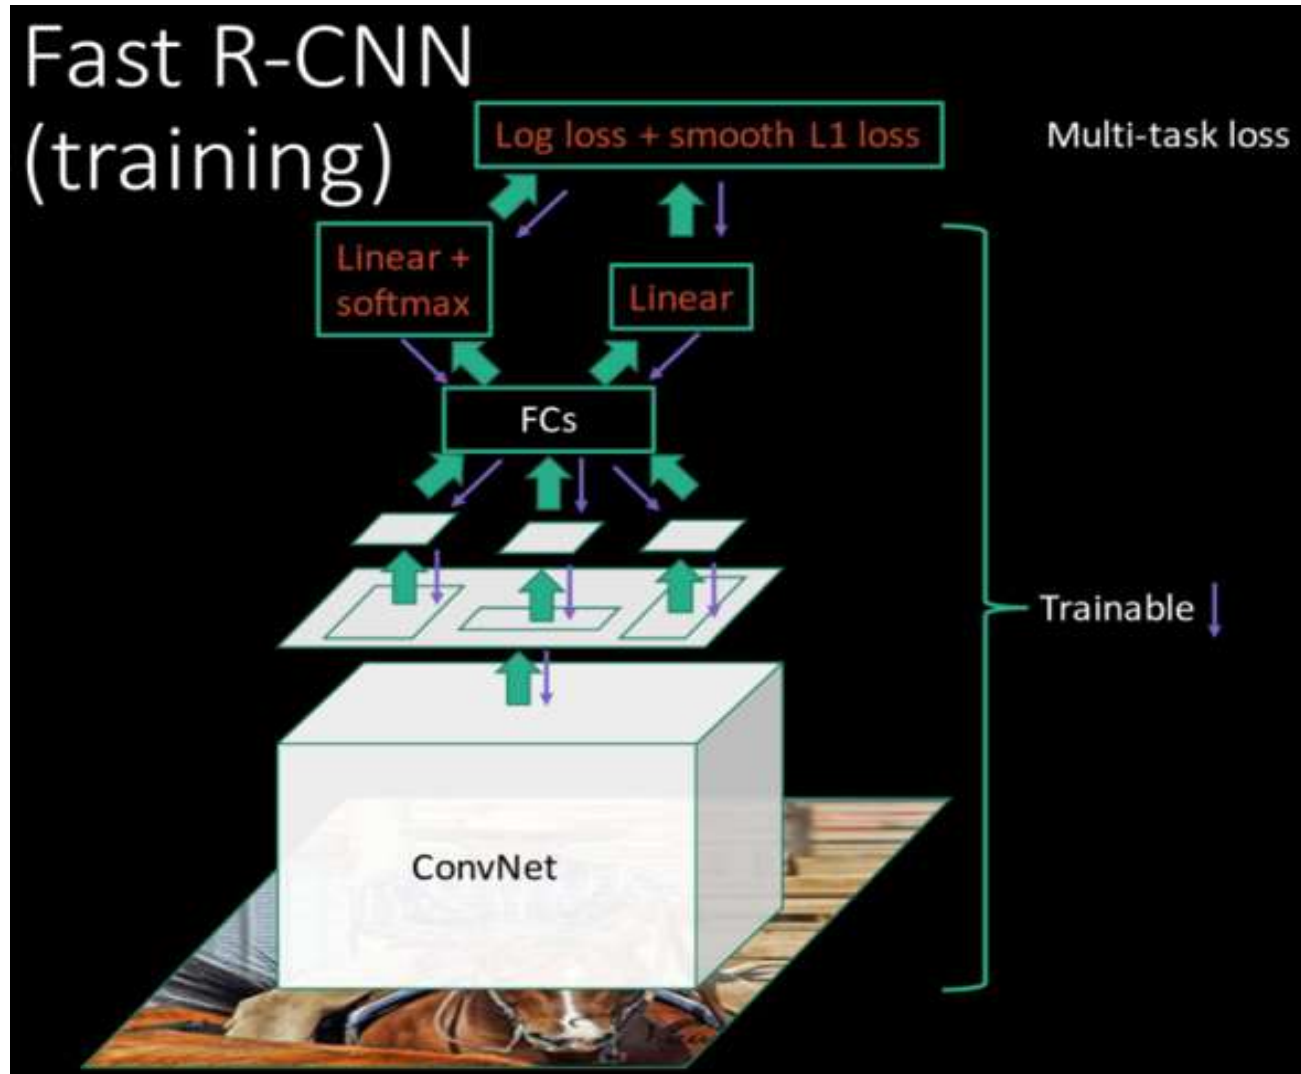 Fast R-CNN
(training)
Log loss + smooth L1 loss
Multi-task loss
Linear +
softmax
Linear
FCs
Trainable
ConvNet